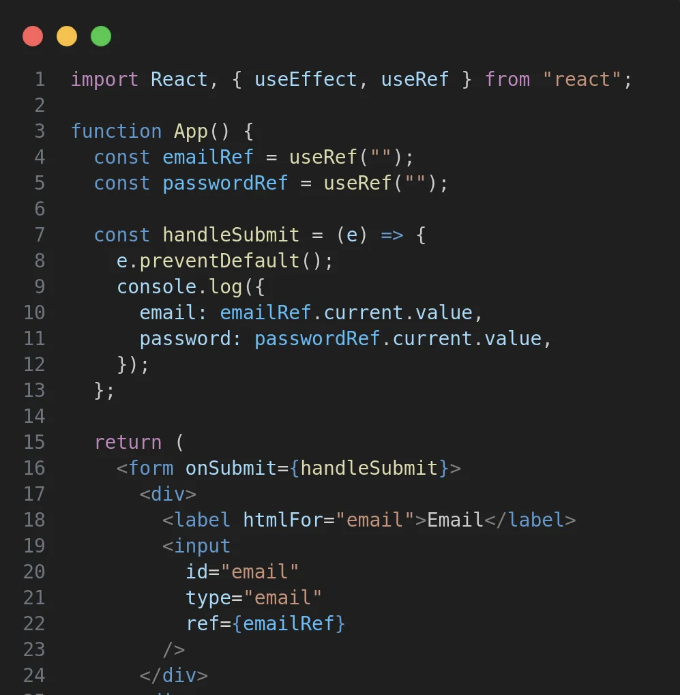 1 import React, { useEffect, useRef } from "react";
2
3 function App() {
4   const emailRef = useRef("");
5   const passwordRef = useRef("");
6
7   const handleSubmit = (e) => {
8     e.preventDefault();
9     console.log({
10       email: emailRef.current.value,
11       password: passwordRef.current.value,
12     });
13   };
14
15   return (
16     <form onSubmit={handleSubmit}>
17       <div>
18         <label htmlFor="email">Email</label>
19         <input
20           id="email"
21           type="email"
22           ref={emailRef}
23         />
24       </div>